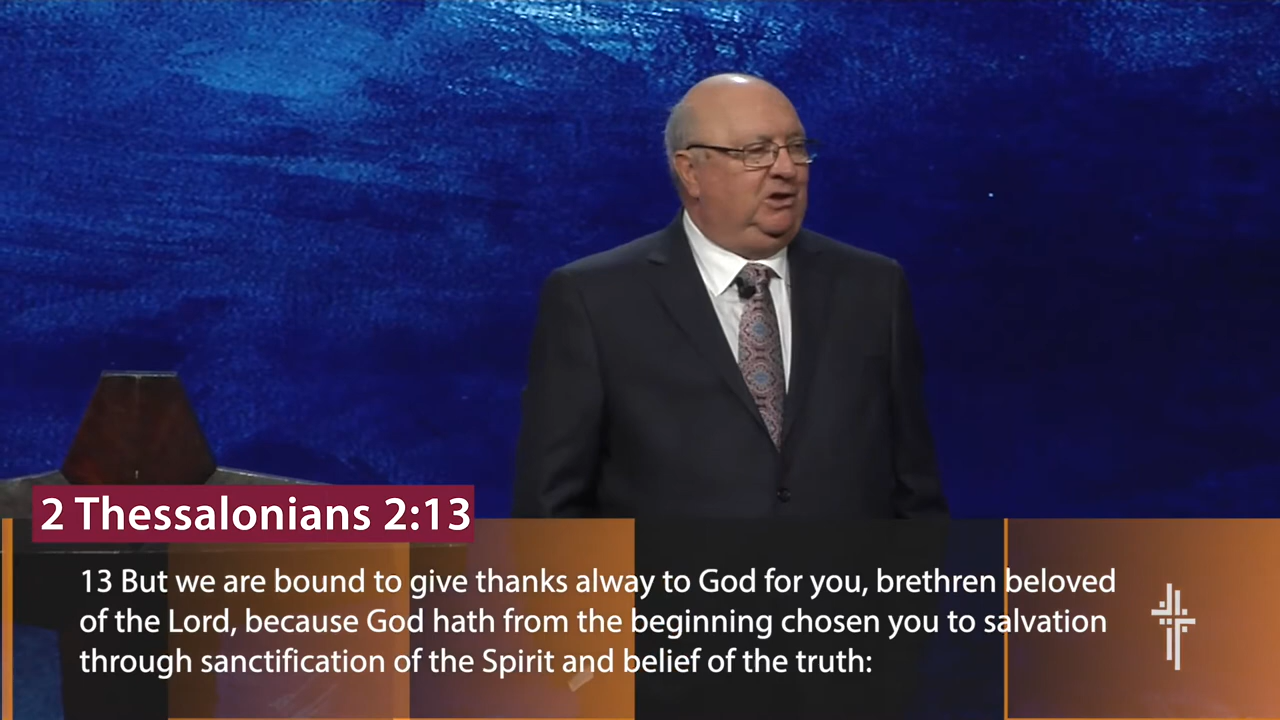 2 Thessalonians 2:13
13 But we are bound to give thanks alway to God for you, brethren beloved
of the Lord, because God hath from the beginning chosen you to salvation
through sanctification of the Spirit and belief of the truth: